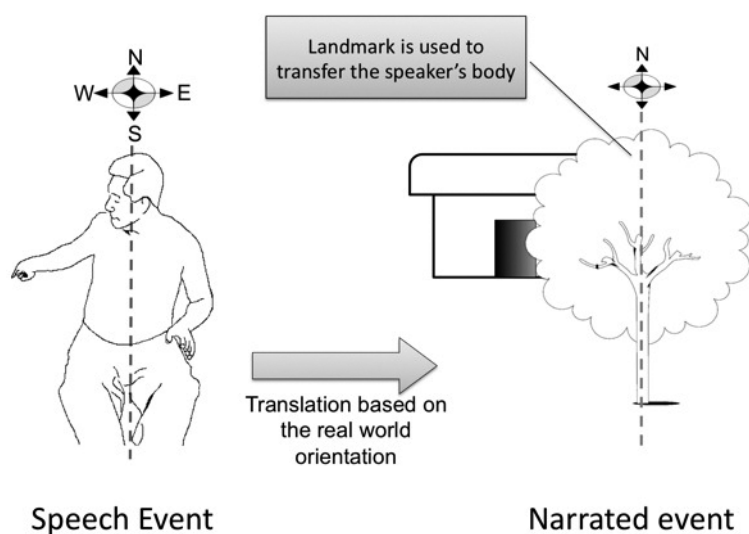 Landmark is used to
transfer the speaker's body
N
W E
S
N
Translation based on
the real world
orientation
Speech Event
Narrated event